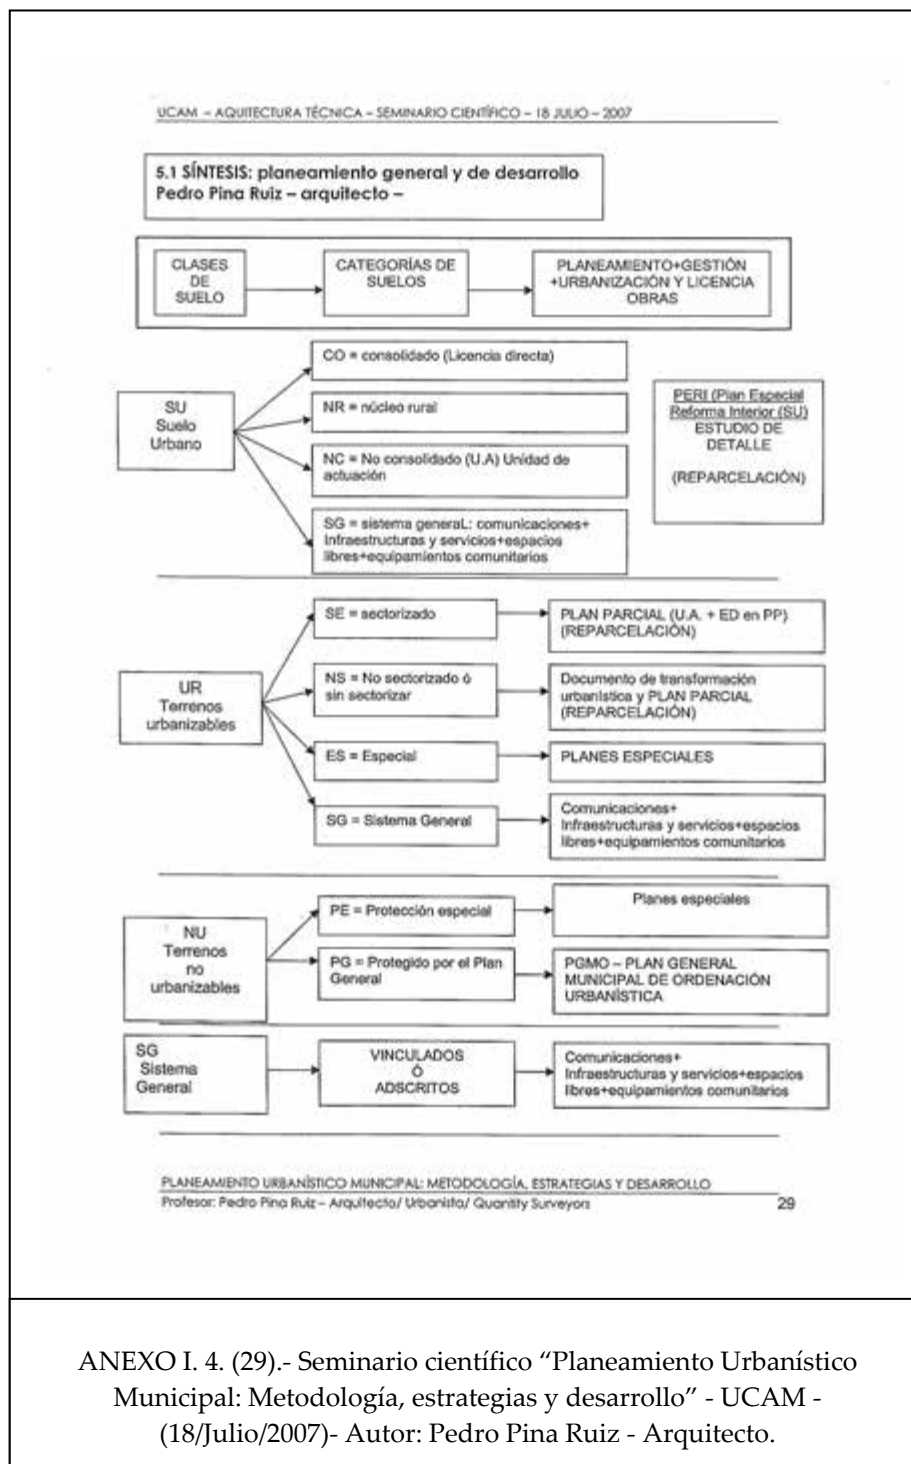 UCAM – AQUITECTURA TÉCNICA – SEMINARIO CIENTÍFICO – 18 JULIO – 2007
5.1 SÍNTESIS: planeamiento general y de desarrollo
Pedro Pina Ruiz – arquitecto –
CLASES
DE
SUELO
CATEGORÍAS DE
SUELOS
PLANEAMIENTO+GESTIÓN
+URBANIZACIÓN Y LICENCIA
OBRAS
SU
Suelo
Urbano
CO = consolidado (Licencia directa)
NR = núcleo rural
NC = No consolidado (U.A) Unidad de
actuación
SG = sistema generaL: comunicaciones+
Infraestructuras y servicios+espacios
libres+equipamientos comunitarios
PERI (Plan Especial
Reforma Interior (SU)
ESTUDIO DE
DETALLE
(REPARCELACIÓN)
UR
Terrenos
urbanizables
SE = sectorizado
PLAN PARCIAL (U.A. + ED en PP)
(REPARCELACIÓN)
NS = No sectorizado ó
sin sectorizar
Documento de transformación
urbanística y PLAN PARCIAL
(REPARCELACIÓN)
ES = Especial
PLANES ESPECIALES
SG = Sistema General
Comunicaciones+
Infraestructuras y servicios+espacios
libres+equipamientos comunitarios
NU
Terrenos
no
urbanizables
PE = Protección especial
Planes especiales
PG = Protegido por el Plan
General
PGMO – PLAN GENERAL
MUNICIPAL DE ORDENACIÓN
URBANÍSTICA
SG
Sistema
General
VINCULADOS
Ó
ADSCRITOS
Comunicaciones+
Infraestructuras y servicios+espacios
libres+equipamientos comunitarios
PLANEAMIENTO URBANÍSTICO MUNICIPAL: METODOLOGÍA, ESTRATEGIAS Y DESARROLLO
Profesor: Pedro Pina Ruiz – Arquitecto/ Urbanista/ Quantity Surveyors
29
ANEXO I. 4. (29).- Seminario científico “Planeamiento Urbanístico
Municipal: Metodología, estrategias y desarrollo” - UCAM -
(18/Julio/2007)- Autor: Pedro Pina Ruiz - Arquitecto.